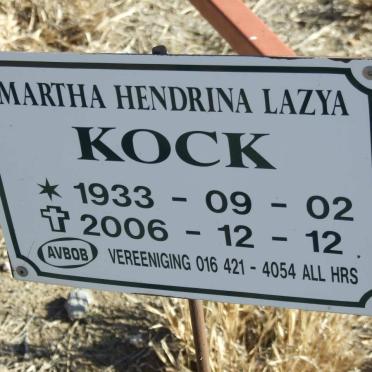 MARTHA HENDRINA LAZYA
KOCK
1933 - 09 - 02
2006 - 12 - 12
AVBOB VEREENIGING 016 421 - 4054 ALL HRS